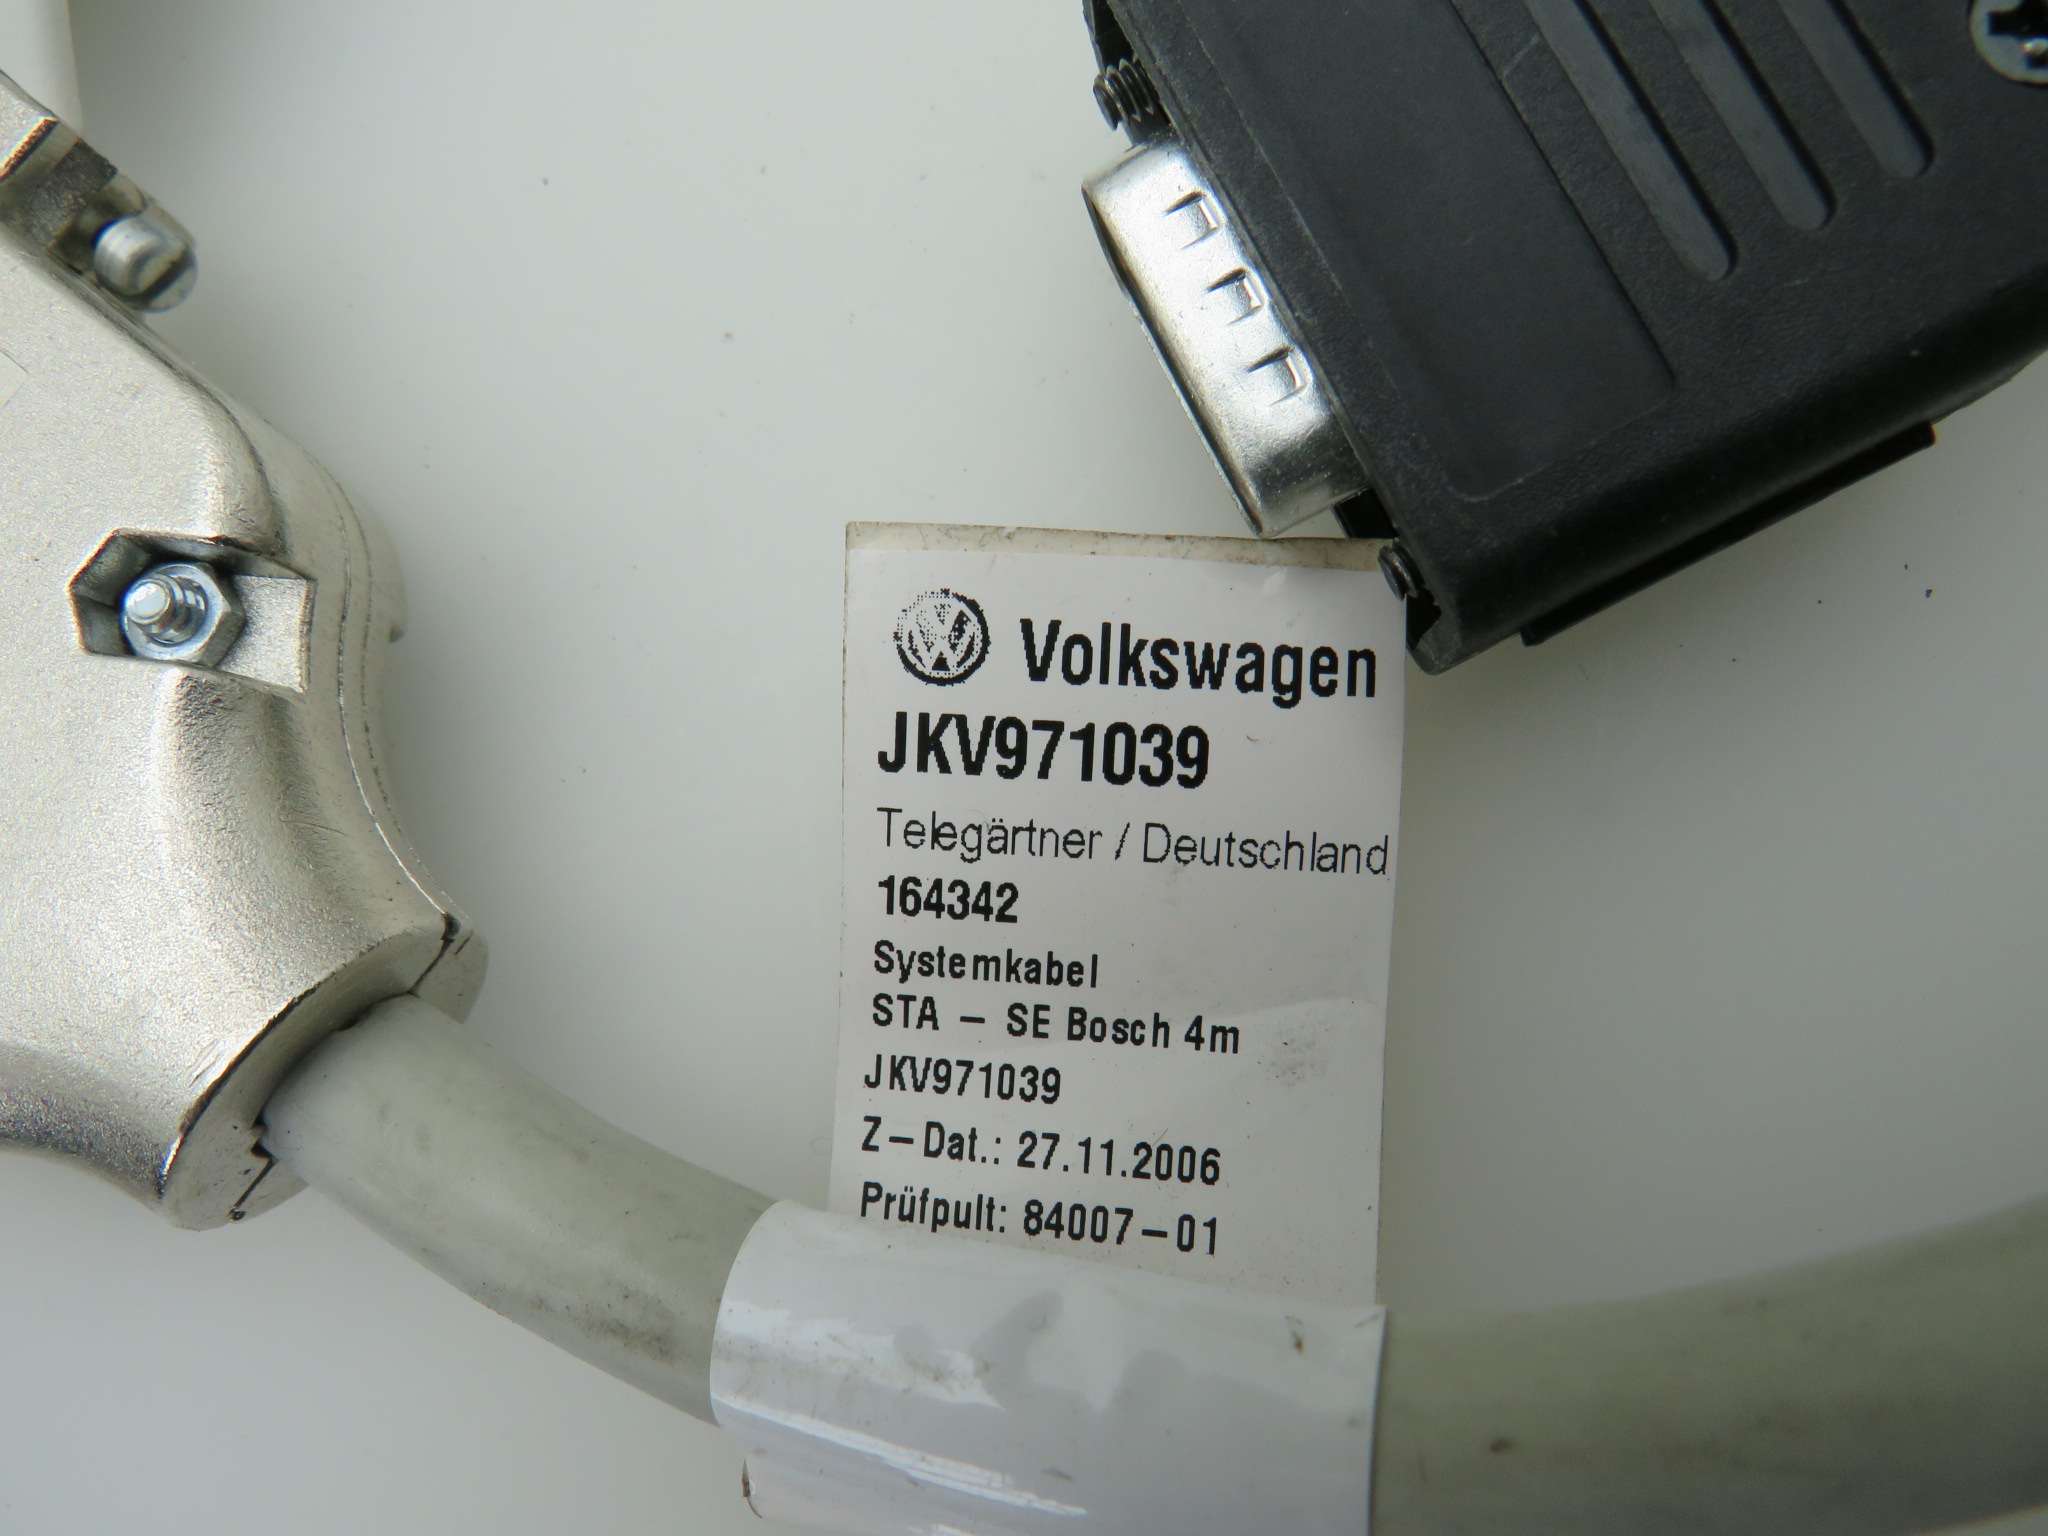 Volkswagen
JKV971039
Telegärtner / Deutschland
164342
Systemkabel
STA - SE Bosch 4m
JKV971039
Z-Dat.: 27.11.2006
Prüfpult: 84007-01